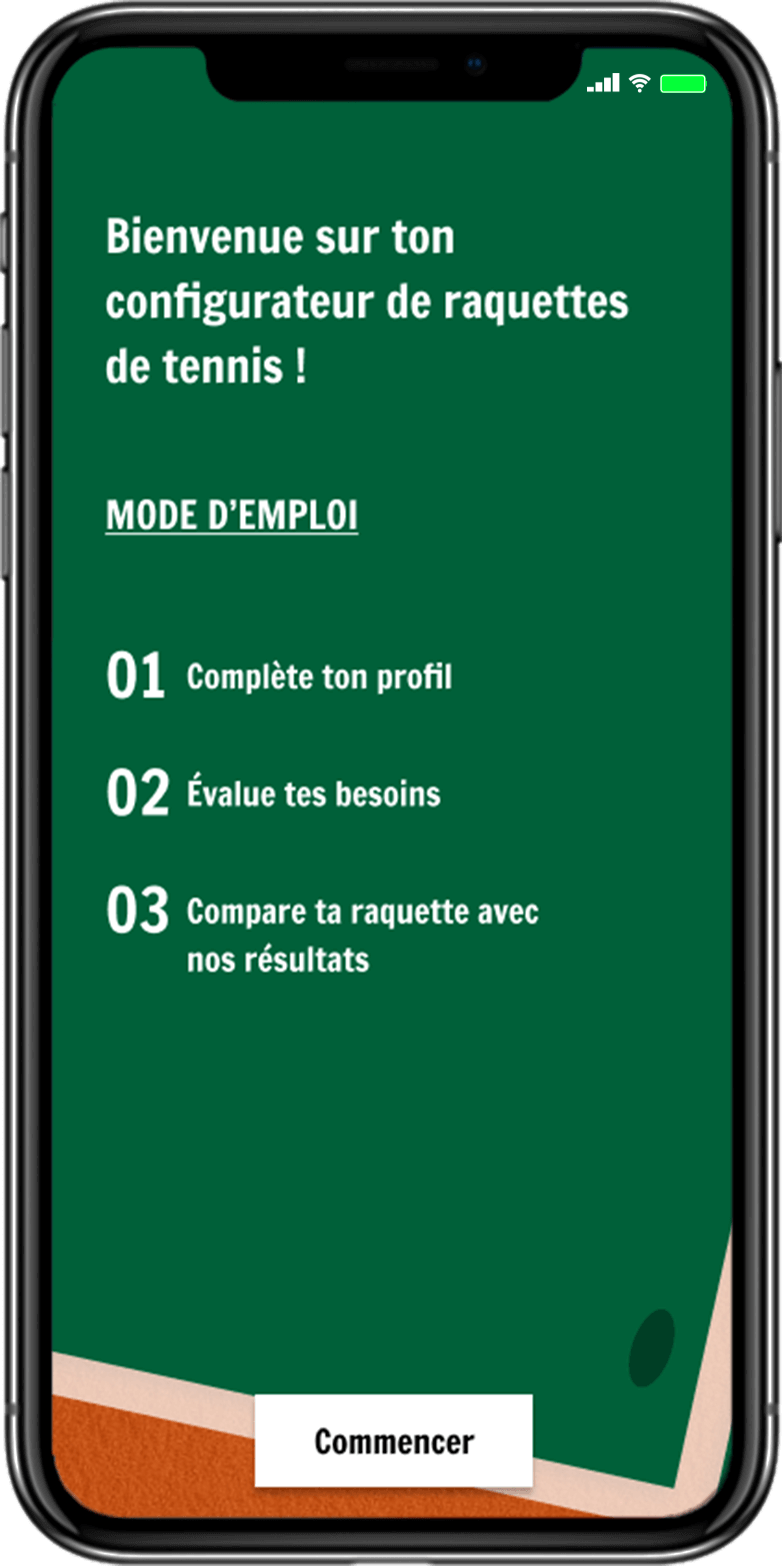 Bienvenue sur ton
configurateur de raquettes
de tennis !
MODE D’EMPLOI
01 Complète ton profil
02 Évalue tes besoins
03 Compare ta raquette avec
nos résultats
Commencer